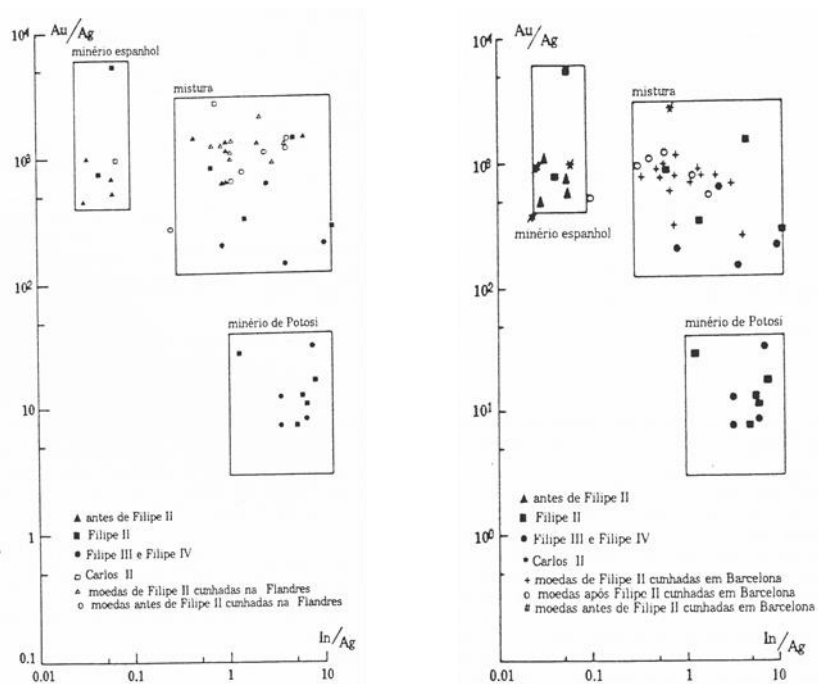 Au/Ag
10⁴
minério espanhol
mistura
10³
10²
minério de Potosi
10
▲ antes de Filipe II
■ Filipe II
1
● Filipe III e Filipe IV
□ Carlos II
▵ moedas de Filipe II cunhadas na Flandres
○ moedas antes de Filipe II cunhadas na Flandres
In/Ag
0.1
0.01
0.1
1
10
Au/Ag
10⁴
mistura
10³
minério espanhol
10²
minério de Potosi
10¹
▲ antes de Filipe II
■ Filipe II
10⁰
● Filipe III e Filipe IV
* Carlos II
+ moedas de Filipe II cunhadas em Barcelona
○ moedas após Filipe II cunhadas em Barcelona
# moedas antes de Filipe II cunhadas em Barcelona
In/Ag
0.01
0.1
1
10